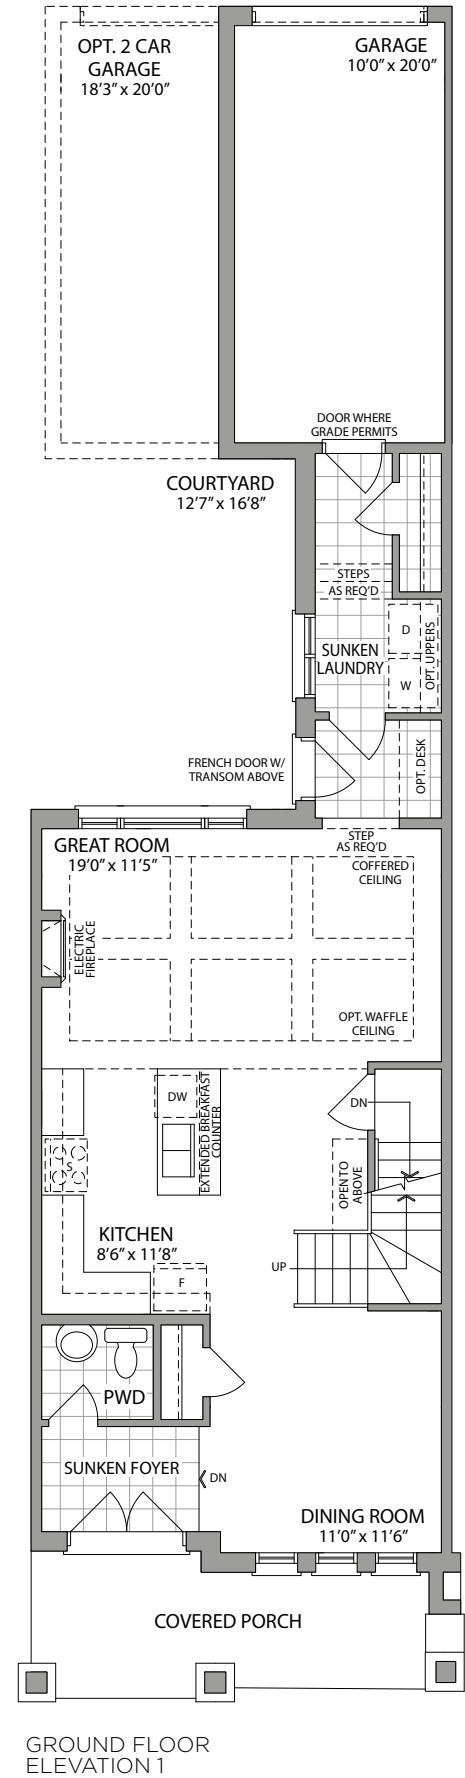 OPT. 2 CAR
GARAGE
18'3" x 20'0"
GARAGE
10'0" x 20'0"
DOOR WHERE
GRADE PERMITS
COURTYARD
12'7" x 16'8"
STEPS
AS REQ'D
SUNKEN
LAUNDRY
D
W
OPT. UPPERS
FRENCH DOOR W/
TRANSOM ABOVE
OPT. DESK
GREAT ROOM
19'0" x 11'5"
STEP
AS REQ'D
COFFERED
CEILING
ELECTRIC
FIREPLACE
OPT. WAFFLE
CEILING
DW
EXTENDED BREAKFAST
COUNTER
DN
S
OPEN TO
ABOVE
KITCHEN
8'6" x 11'8"
UP
F
PWD
SUNKEN FOYER
DN
DINING ROOM
11'0" x 11'6"
COVERED PORCH
GROUND FLOOR
ELEVATION 1